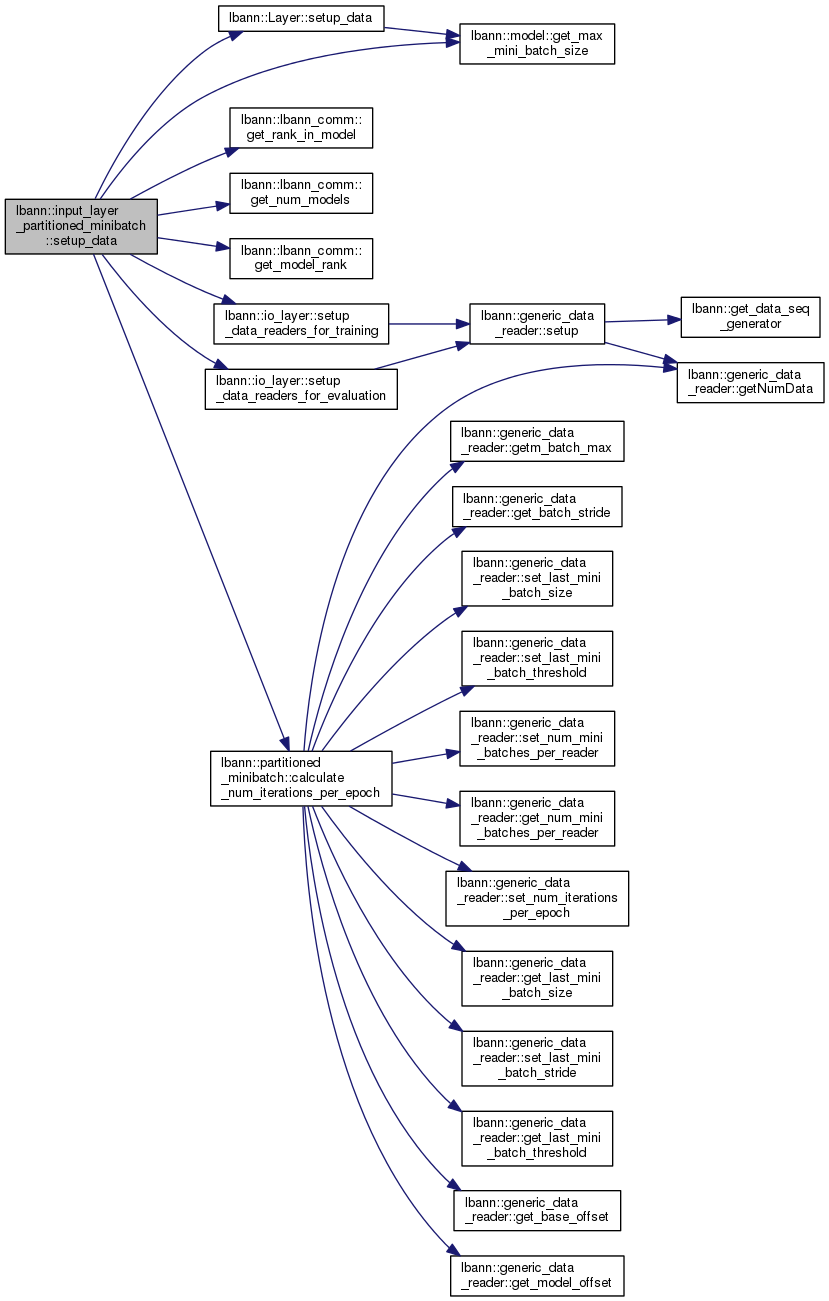 lbann::Layer::setup_data
lbann::model::get_max
_mini_batch_size
lbann::lbann_comm::
get_rank_in_model
lbann::lbann_comm::
get_num_models
lbann::input_layer
_partitioned_minibatch
::setup_data
lbann::lbann_comm::
get_model_rank
lbann::io_layer::setup
_data_readers_for_training
lbann::generic_data
_reader::setup
lbann::get_data_seq
_generator
lbann::io_layer::setup
_data_readers_for_evaluation
lbann::generic_data
_reader::getNumData
lbann::generic_data
_reader::getm_batch_max
lbann::generic_data
_reader::get_batch_stride
lbann::generic_data
_reader::set_last_mini
_batch_size
lbann::generic_data
_reader::set_last_mini
_batch_threshold
lbann::generic_data
_reader::set_num_mini
_batches_per_reader
lbann::partitioned
_minibatch::calculate
_num_iterations_per_epoch
lbann::generic_data
_reader::get_num_mini
_batches_per_reader
lbann::generic_data
_reader::set_num_iterations
_per_epoch
lbann::generic_data
_reader::get_last_mini
_batch_size
lbann::generic_data
_reader::set_last_mini
_batch_stride
lbann::generic_data
_reader::get_last_mini
_batch_threshold
lbann::generic_data
_reader::get_base_offset
lbann::generic_data
_reader::get_model_offset